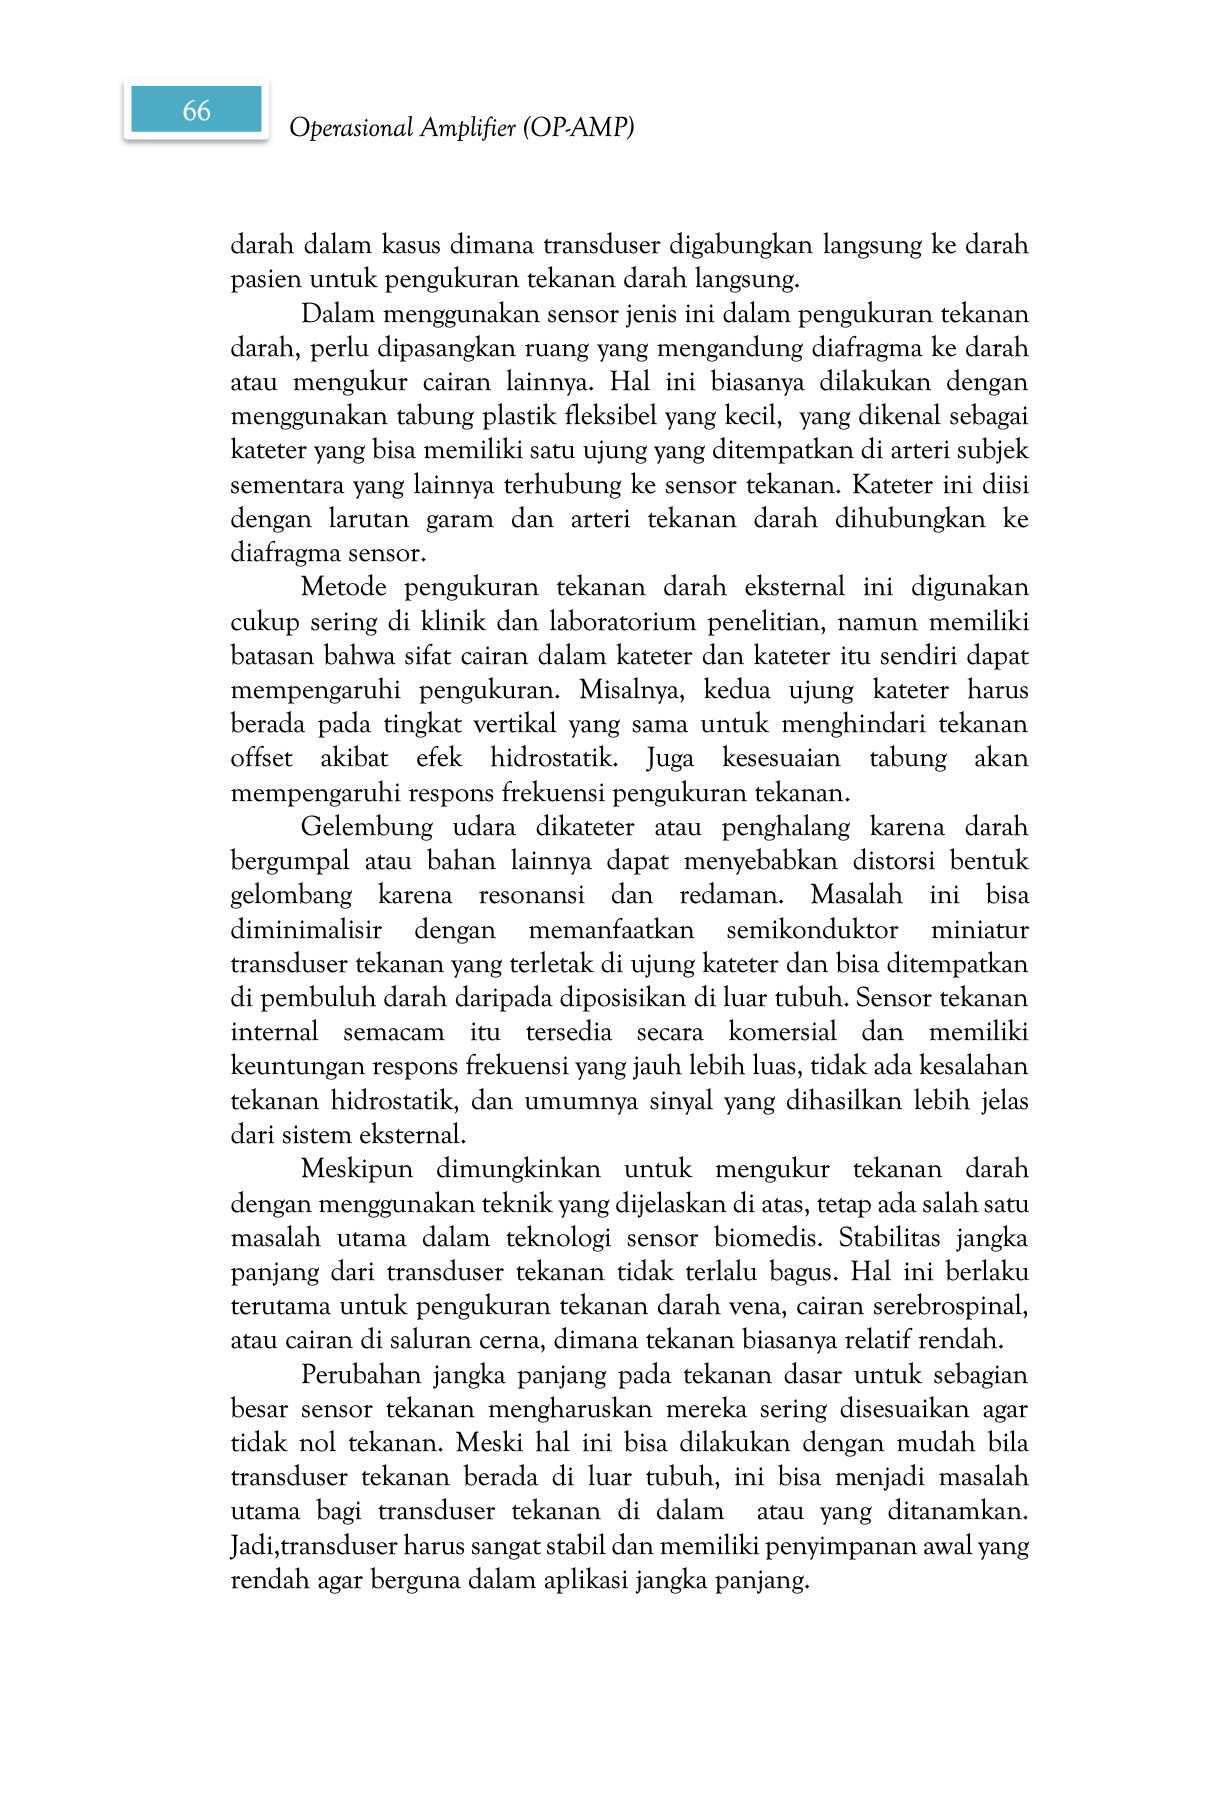 66
Operasional Amplifier (OP-AMP)
darah dalam kasus dimana transduser digabungkan langsung ke darah
pasien untuk pengukuran tekanan darah langsung.
Dalam menggunakan sensor jenis ini dalam pengukuran tekanan
darah, perlu dipasangkan ruang yang mengandung diafragma ke darah
atau mengukur cairan lainnya. Hal ini biasanya dilakukan dengan
menggunakan tabung plastik fleksibel yang kecil,  yang dikenal sebagai
kateter yang bisa memiliki satu ujung yang ditempatkan di arteri subjek
sementara yang lainnya terhubung ke sensor tekanan. Kateter ini diisi
dengan larutan garam dan arteri tekanan darah dihubungkan ke
diafragma sensor.
Metode pengukuran tekanan darah eksternal ini digunakan
cukup sering di klinik dan laboratorium penelitian, namun memiliki
batasan bahwa sifat cairan dalam kateter dan kateter itu sendiri dapat
mempengaruhi pengukuran. Misalnya, kedua ujung kateter harus
berada pada tingkat vertikal yang sama untuk menghindari tekanan
offset akibat efek hidrostatik. Juga kesesuaian tabung akan
mempengaruhi respons frekuensi pengukuran tekanan.
Gelembung udara dikateter atau penghalang karena darah
bergumpal atau bahan lainnya dapat menyebabkan distorsi bentuk
gelombang karena resonansi dan redaman. Masalah ini bisa
diminimalisir dengan memanfaatkan semikonduktor miniatur
transduser tekanan yang terletak di ujung kateter dan bisa ditempatkan
di pembuluh darah daripada diposisikan di luar tubuh. Sensor tekanan
internal semacam itu tersedia secara komersial dan memiliki
keuntungan respons frekuensi yang jauh lebih luas, tidak ada kesalahan
tekanan hidrostatik, dan umumnya sinyal yang dihasilkan lebih jelas
dari sistem eksternal.
Meskipun dimungkinkan untuk mengukur tekanan darah
dengan menggunakan teknik yang dijelaskan di atas, tetap ada salah satu
masalah utama dalam teknologi sensor biomedis. Stabilitas jangka
panjang dari transduser tekanan tidak terlalu bagus. Hal ini berlaku
terutama untuk pengukuran tekanan darah vena, cairan serebrospinal,
atau cairan di saluran cerna, dimana tekanan biasanya relatif rendah.
Perubahan jangka panjang pada tekanan dasar untuk sebagian
besar sensor tekanan mengharuskan mereka sering disesuaikan agar
tidak nol tekanan. Meski hal ini bisa dilakukan dengan mudah bila
transduser tekanan berada di luar tubuh, ini bisa menjadi masalah
utama bagi transduser tekanan di dalam  atau yang ditanamkan.
Jadi,transduser harus sangat stabil dan memiliki penyimpanan awal yang
rendah agar berguna dalam aplikasi jangka panjang.